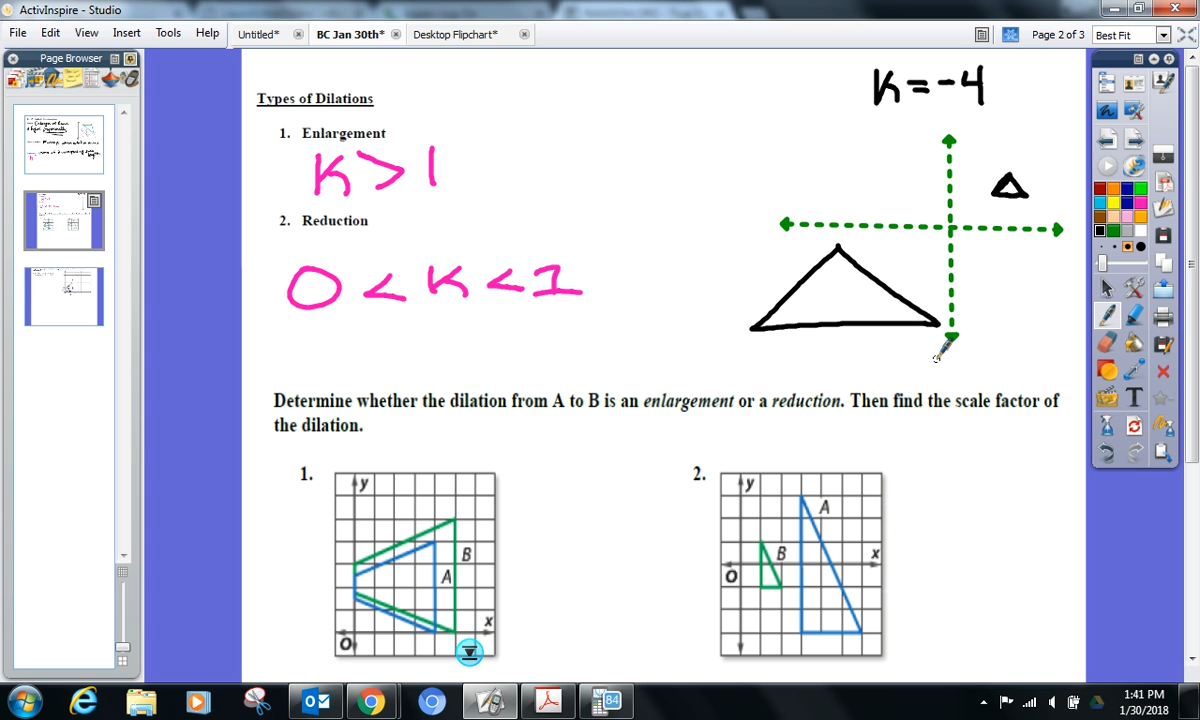 ActivInspire - Studio
File Edit View Insert Tools Help Untitled* BC Jan 30th* Desktop Flipchart* Page 2 of 3 Best Fit
Page Browser
K = -4
Types of Dilations
1. Enlargement
K > 1
2. Reduction
0 < K < 1
Determine whether the dilation from A to B is an enlargement or a reduction. Then find the scale factor of
the dilation.
1. y B A x O
2. y A B x O
84
1:41 PM
1/30/2018